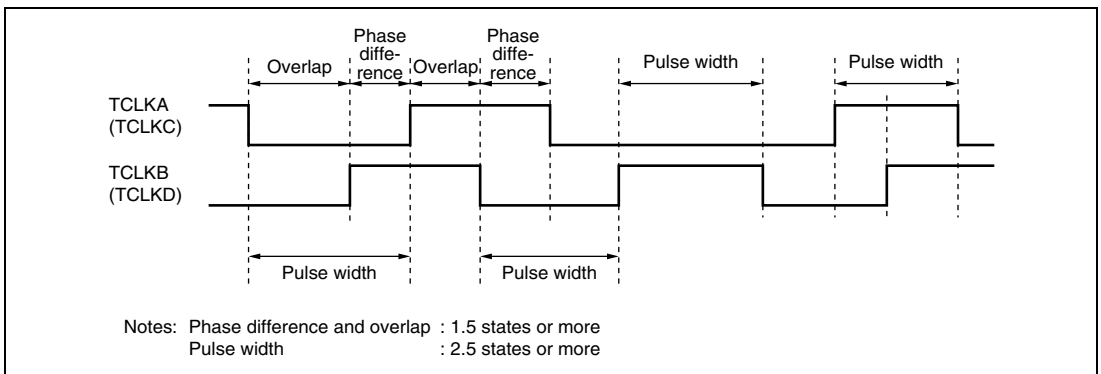 Phase
diffe-
rence
Phase
diffe-
rence
Overlap
Overlap
Pulse width
Pulse width
TCLKA
(TCLKC)
TCLKB
(TCLKD)
Pulse width
Pulse width
Notes: Phase difference and overlap : 1.5 states or more
Pulse width : 2.5 states or more